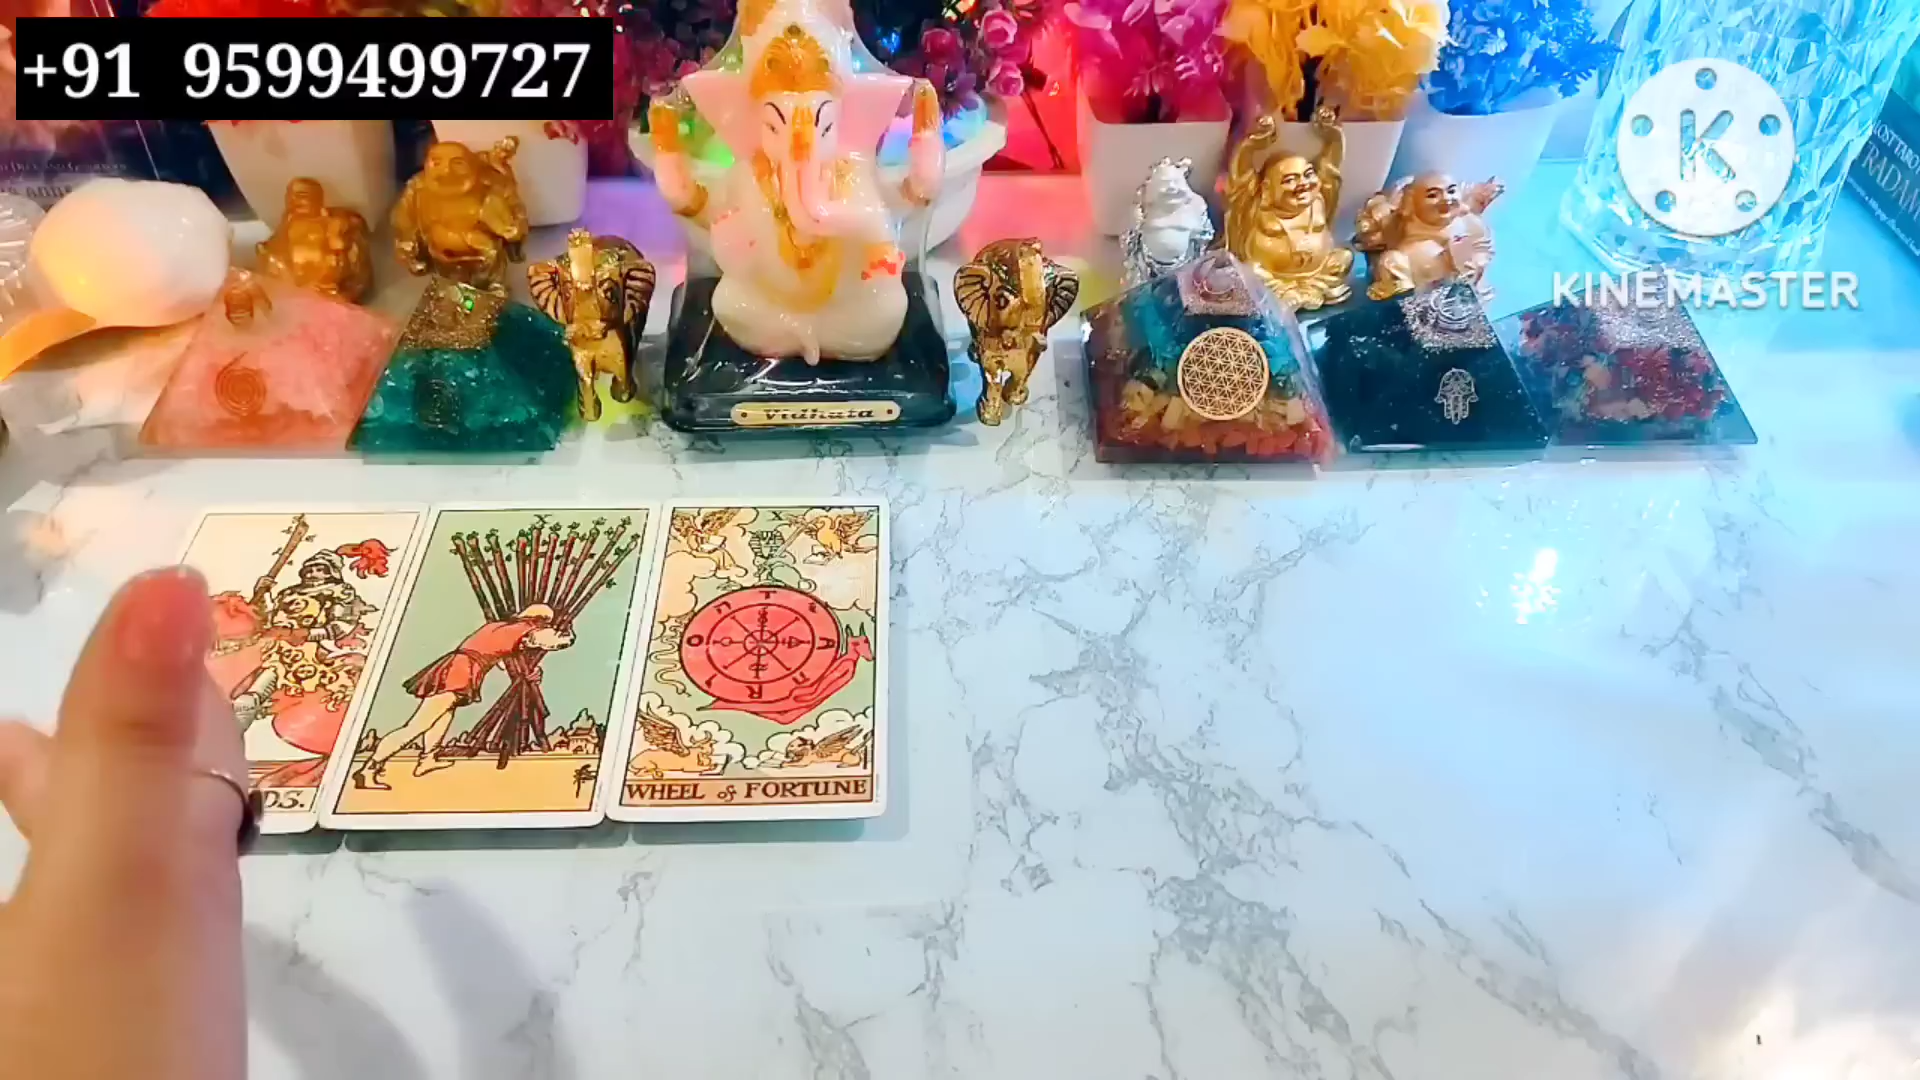 +91 9599499727
KINEMASTER
Vidhata
X
X
DS.
WHEEL of FORTUNE